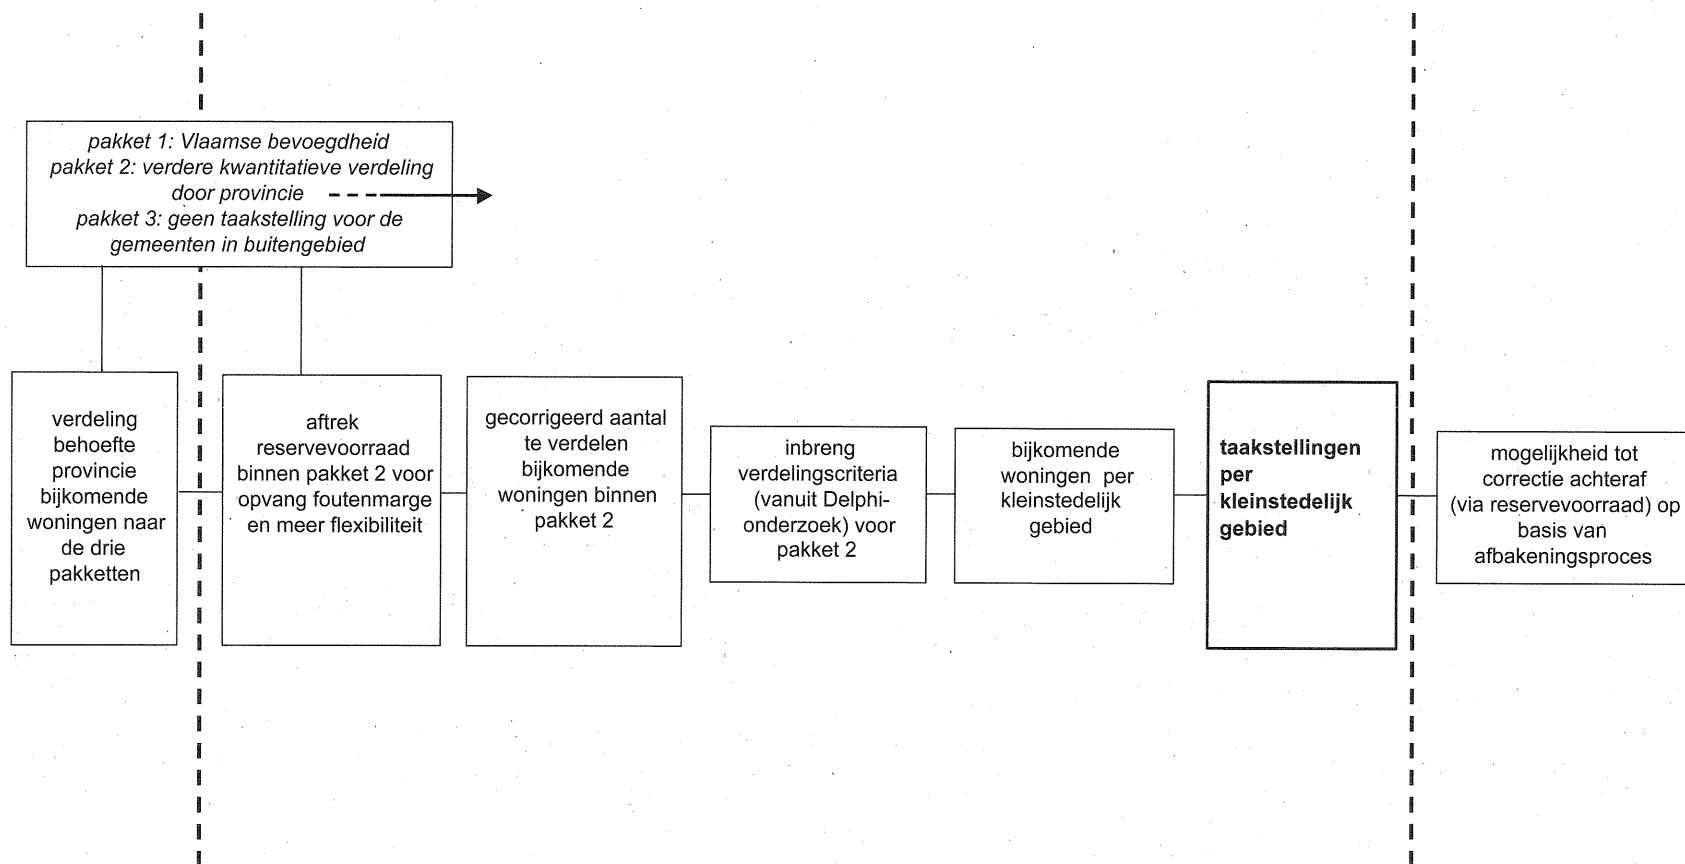 pakket 1: Vlaamse bevoegdheid
pakket 2: verdere kwantitatieve verdeling
door provincie
pakket 3: geen taakstelling voor de
gemeenten in buitengebied
verdeling
behoefte
provincie
bijkomende
woningen naar
de drie
pakketten
aftrek
reservevoorraad
binnen pakket 2 voor
opvang foutenmarge
en meer flexibiliteit
gecorrigeerd aantal
te verdelen
bijkomende
woningen binnen
pakket 2
inbreng
verdelingscriteria
(vanuit Delphi-
onderzoek) voor
pakket 2
bijkomende
woningen per
kleinstedelijk
gebied
taakstellingen
per
kleinstedelijk
gebied
mogelijkheid tot
correctie achteraf
(via reservevoorraad) op
basis van
afbakeningsproces